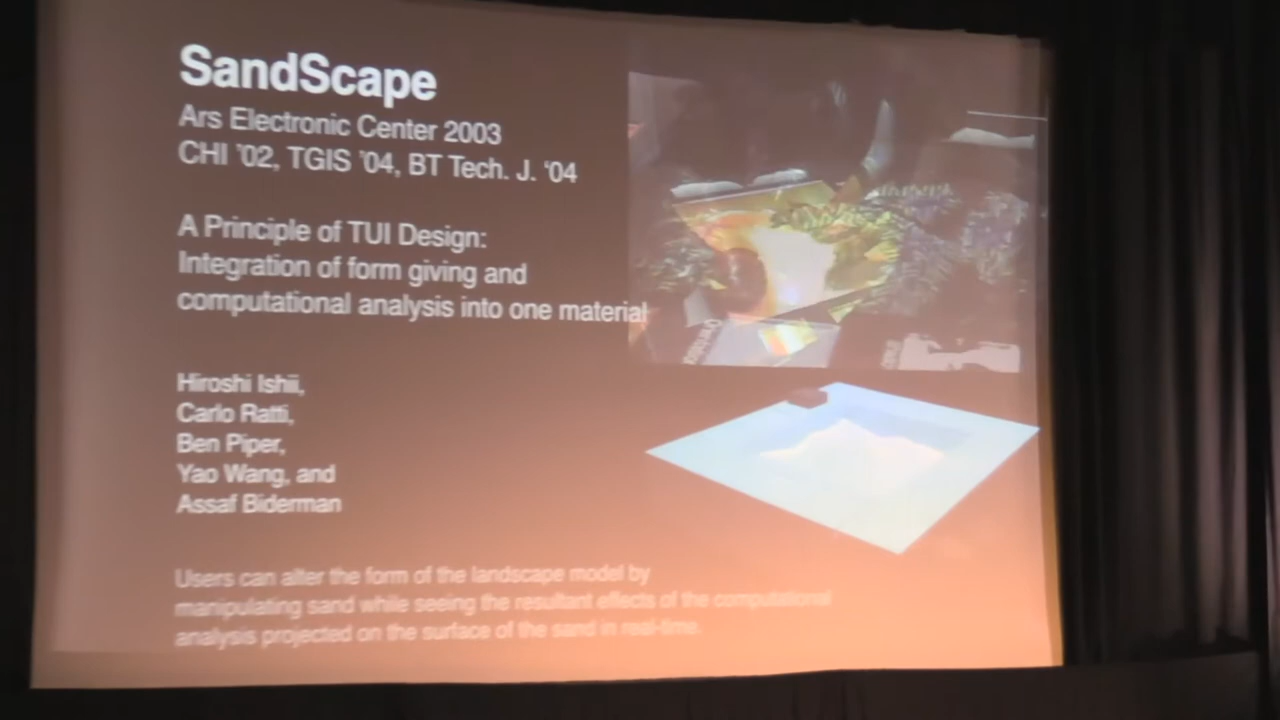 SandScape
Ars Electronic Center 2003
CHI '02, TGIS '04, BT Tech. J. '04
A Principle of TUI Design:
Integration of form giving and
computational analysis into one material
Hiroshi Ishii,
Carlo Ratti,
Ben Piper,
Yao Wang, and
Assaf Biderman
Users can alter the form of the landscape model by
manipulating sand while seeing the resultant effects of the computational
analysis projected on the surface of the sand in real-time.